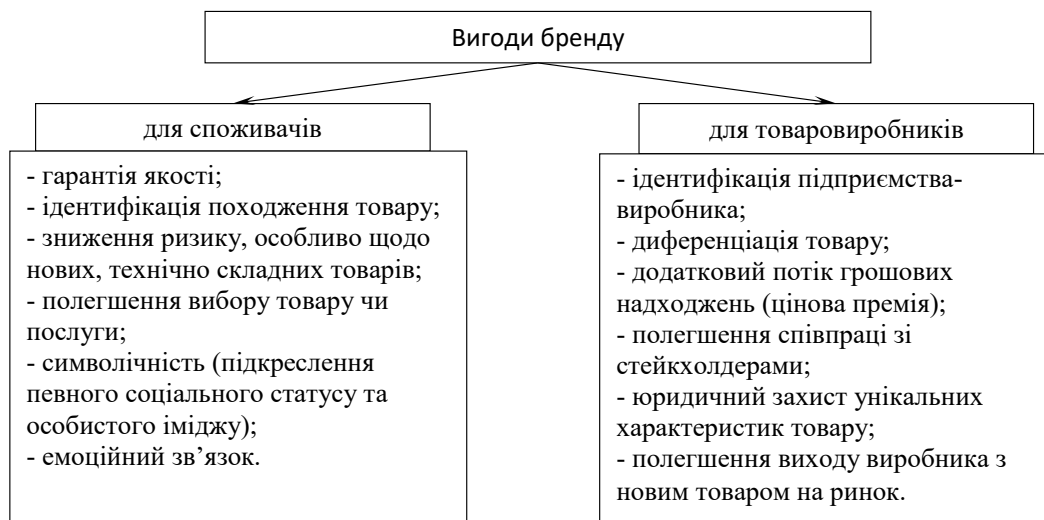 Вигоди бренду
для споживачів
- гарантія якості;
- ідентифікація походження товару;
- зниження ризику, особливо щодо
нових, технічно складних товарів;
- полегшення вибору товару чи
послуги;
- символічність (підкреслення
певного соціального статусу та
особистого іміджу);
- емоційний зв’язок.
для товаровиробників
- ідентифікація підприємства-
виробника;
- диференціація товару;
- додатковий потік грошових
надходжень (цінова премія);
- полегшення співпраці зі
стейкхолдерами;
- юридичний захист унікальних
характеристик товару;
- полегшення виходу виробника з
новим товаром на ринок.